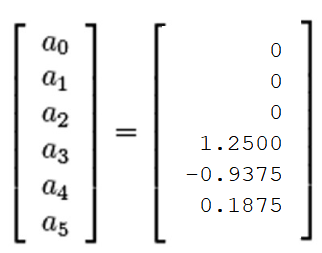 a₀ 0
a₁ 0
a₂ = 0
a₃ 1.2500
a₄ -0.9375
a₅ 0.1875